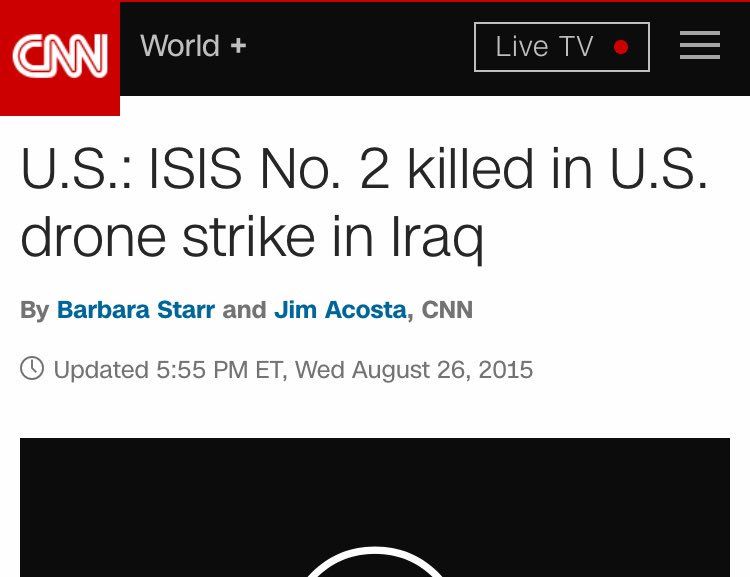 CNN World + Live TV
U.S.: ISIS No. 2 killed in U.S.
drone strike in Iraq
By Barbara Starr and Jim Acosta, CNN
Updated 5:55 PM ET, Wed August 26, 2015